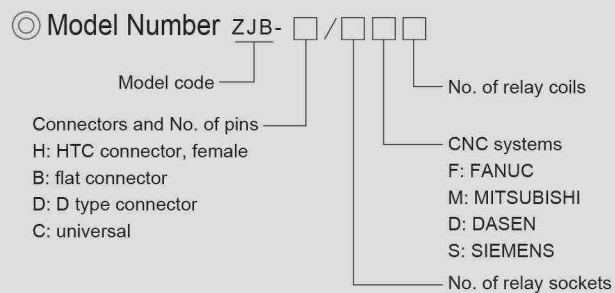 ◎ Model Number ZJB-□/□□□
Model code
Connectors and No. of pins
H: HTC connector, female
B: flat connector
D: D type connector
C: universal
No. of relay coils
CNC systems
F: FANUC
M: MITSUBISHI
D: DASEN
S: SIEMENS
No. of relay sockets